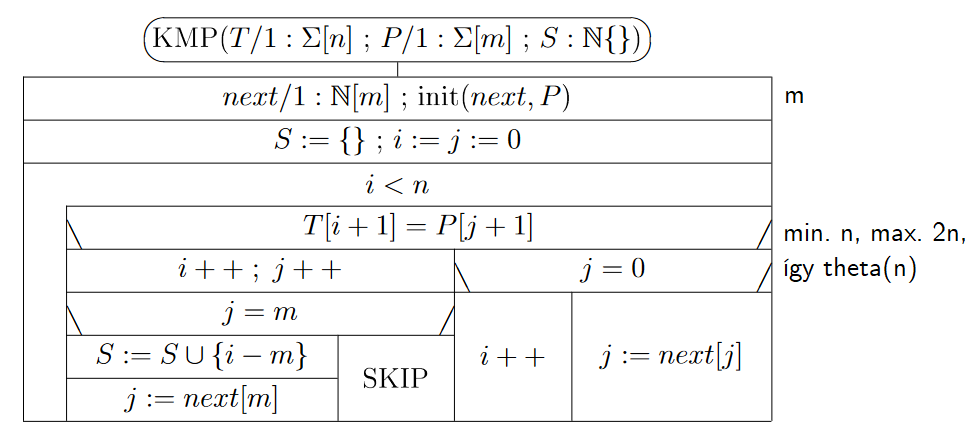 KMP(T/1 : Σ[n] ; P/1 : Σ[m] ; S : ℕ{})
next/1 : ℕ[m] ; init(next, P)
m
S := {} ; i := j := 0
i < n
T[i + 1] = P[j + 1]
min. n, max. 2n,
így theta(n)
i + + ; j + +
j = 0
j = m
S := S ∪ {i − m}
SKIP
i + +
j := next[j]
j := next[m]